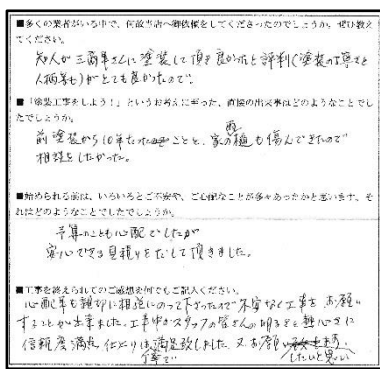 ■多くの業者がいる中で、何故当店へ御依頼をしてくださったのでしょうか。ぜひ教え
てください。
知人が三商事さんに塗装して頂き良かったと評判(塗装の丁寧さと
人柄等も)がとても良かったので。
■「塗装工事をしよう！」というお考えに至った、直接の出来事はどのようなことでし
たでしょうか。
前塗装から10年たったことと、家の雨樋も傷んできたので
相談をしたかった。
■始められる前は、いろいろとご不安や、ご心配なことが多々あったかと思います、そ
れはどのようなことでしたでしょうか。
予算のことも心配でしたが
安心できる見積りをだして頂きました。
■工事を終えられてのご感想を何でもご記入ください。
心配事も親切に相談にのって下さったので不安なく工事をお願い
することが出来ました。工事中もスタッフの皆さんの明るさと熱心さに
信頼度満点、仕上りは満足致しました。又お願い
したいと思い